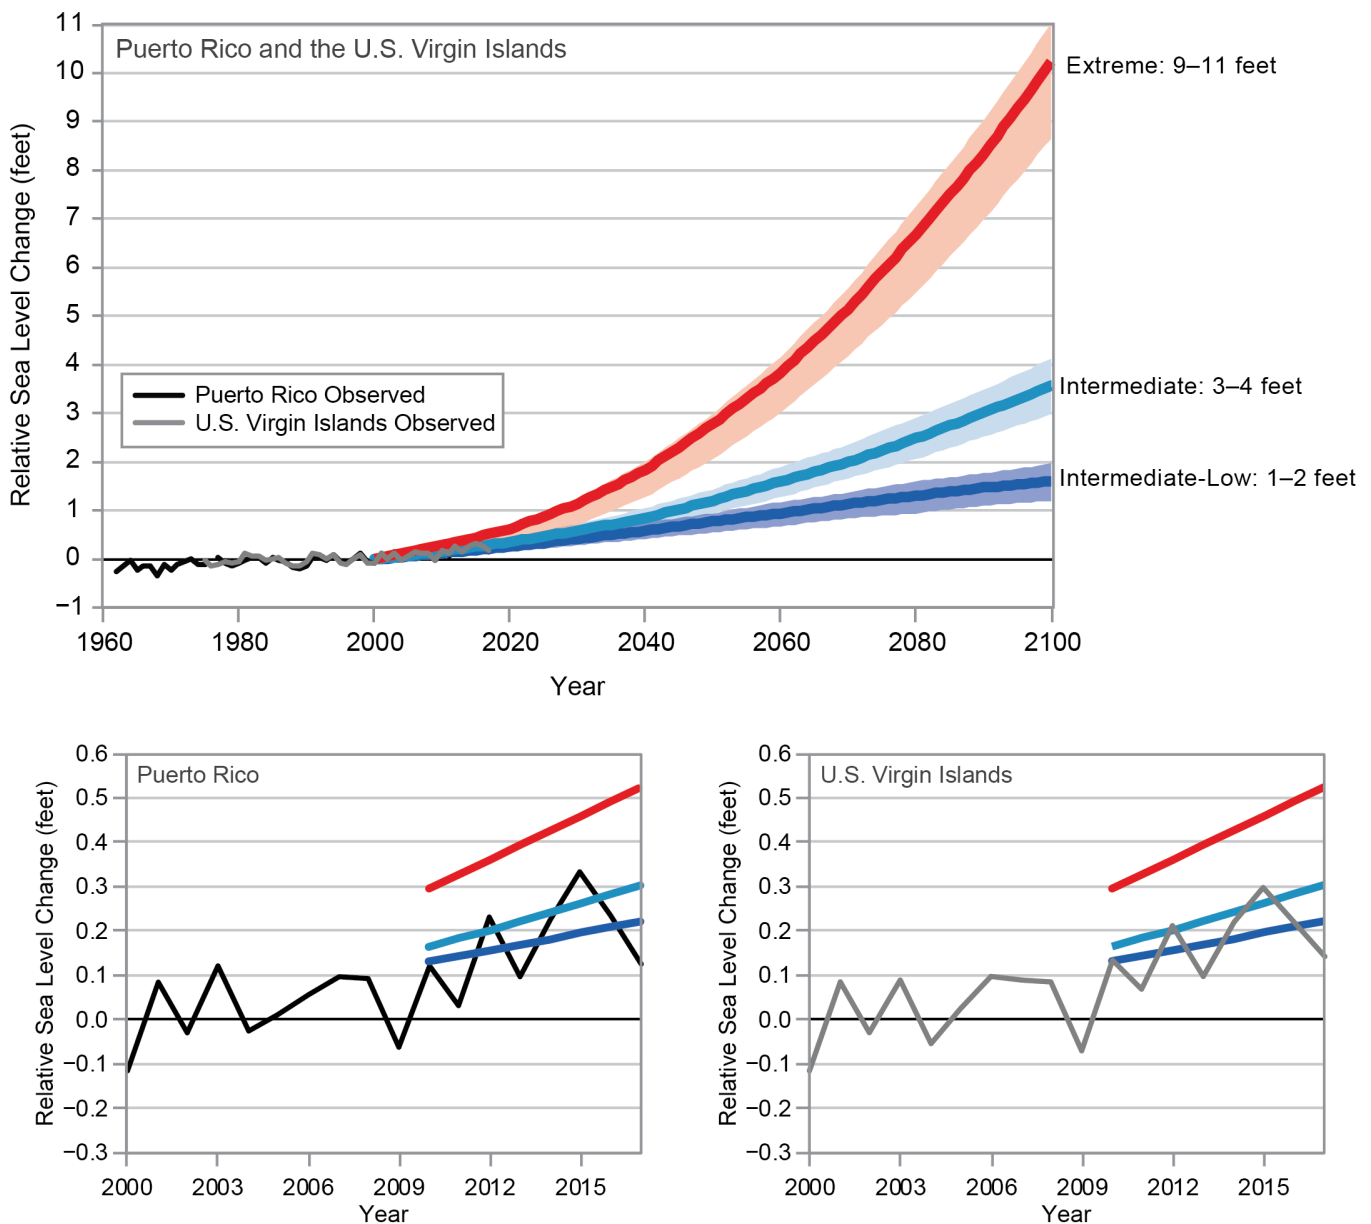 Puerto Rico and the U.S. Virgin Islands
Relative Sea Level Change (feet)
11
10
9
8
7
6
5
4
3
2
1
0
−1
Extreme: 9–11 feet
Intermediate: 3–4 feet
Intermediate-Low: 1–2 feet
Puerto Rico Observed
U.S. Virgin Islands Observed
1960 1980 2000 2020 2040 2060 2080 2100
Year
Puerto Rico
Relative Sea Level Change (feet)
0.6
0.5
0.4
0.3
0.2
0.1
0.0
−0.1
−0.2
−0.3
2000 2003 2006 2009 2012 2015
Year
U.S. Virgin Islands
Relative Sea Level Change (feet)
0.6
0.5
0.4
0.3
0.2
0.1
0.0
−0.1
−0.2
−0.3
2000 2003 2006 2009 2012 2015
Year